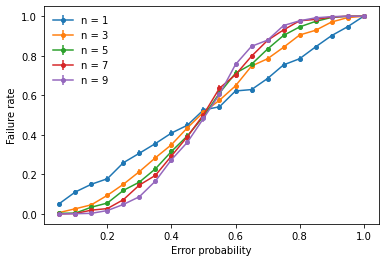 n = 1
n = 3
n = 5
n = 7
n = 9
Failure rate
1.0
0.8
0.6
0.4
0.2
0.0
0.2 0.4 0.6 0.8 1.0
Error probability